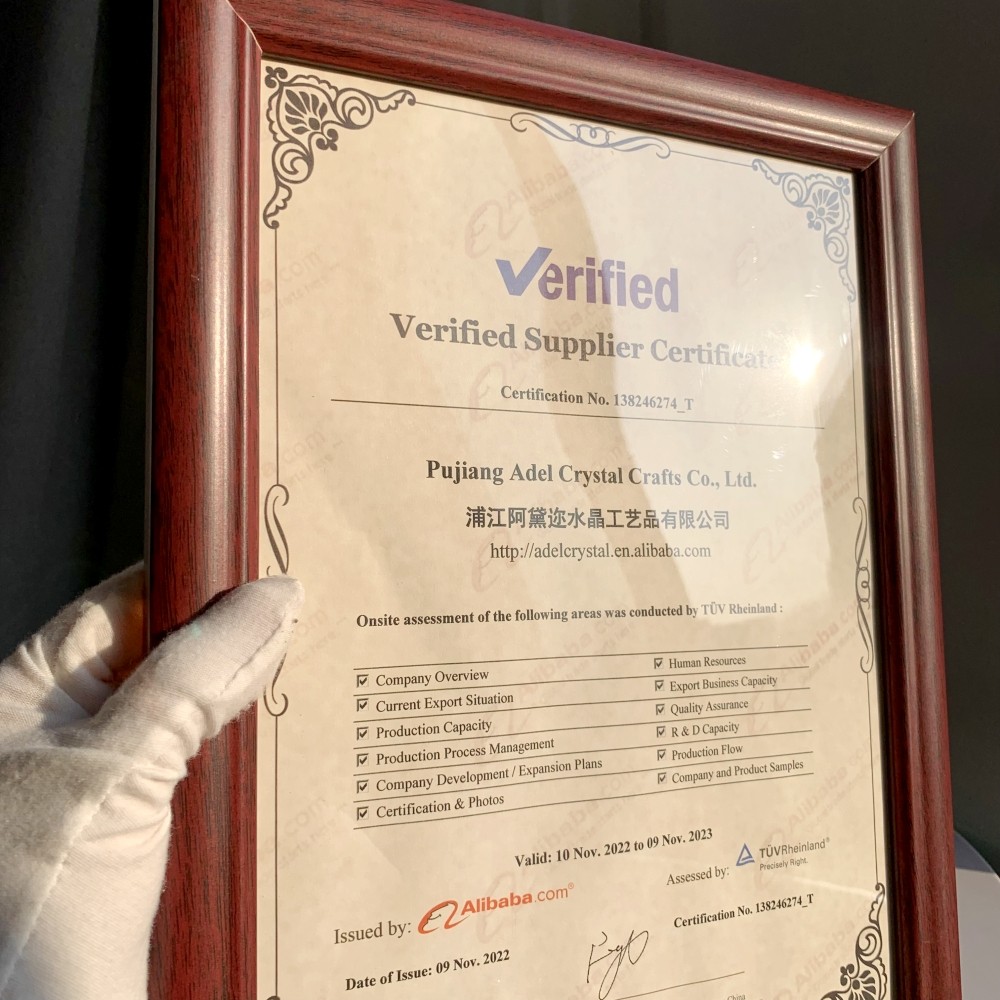 Verified
Verified Supplier Certificate
Certification No. 138246274_T
Pujiang Adel Crystal Crafts Co., Ltd.
浦江阿黛迩水晶工艺品有限公司
http://adelcrystal.en.alibaba.com
Onsite assessment of the following areas was conducted by TÜV Rheinland :
Company Overview
Current Export Situation
Production Capacity
Production Process Management
Company Development / Expansion Plans
Certification & Photos
Human Resources
Export Business Capacity
Quality Assurance
R & D Capacity
Production Flow
Company and Product Samples
Valid: 10 Nov. 2022 to 09 Nov. 2023
Issued by: Alibaba.com®
Assessed by: TÜVRheinland®
Precisely Right.
Date of Issue: 09 Nov. 2022
Certification No. 138246274_T
China